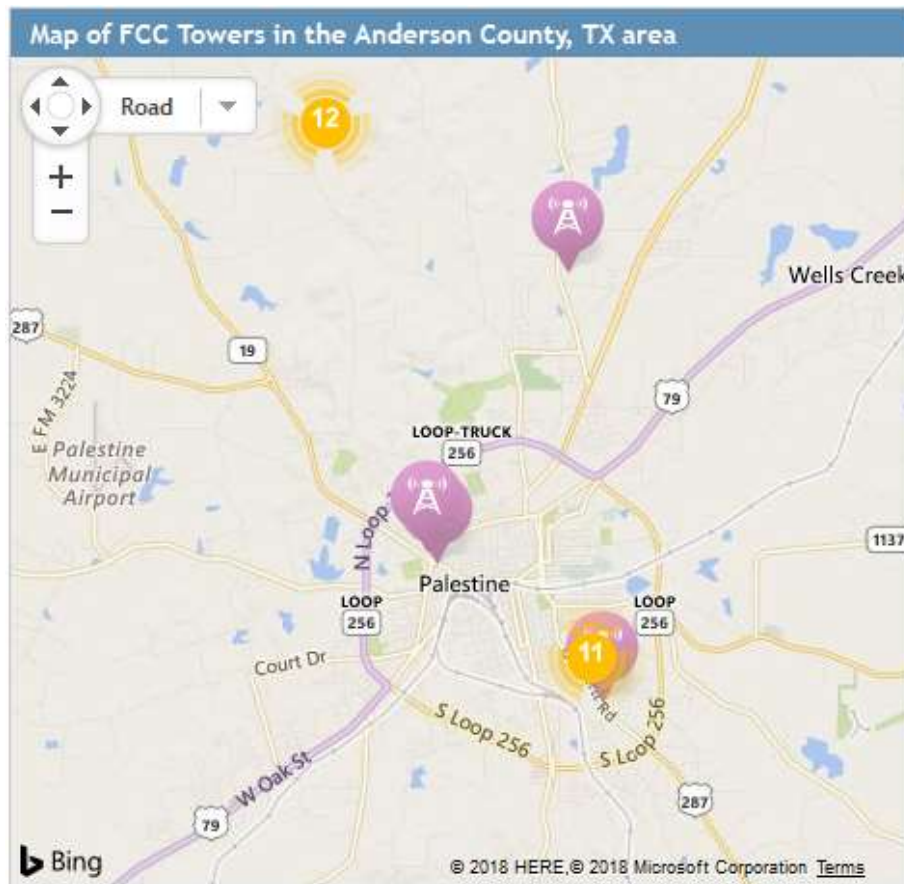 Map of FCC Towers in the Anderson County, TX area
Road
12
Wells Creek
287
19
79
E FM 322
LOOP-TRUCK
256
Palestine
Municipal
Airport
N Loop
1137
Palestine
LOOP
256
LOOP
256
11
Court Dr
Rd
S Loop 256
S Loop 256
W Oak St
287
79
Bing
© 2018 HERE,© 2018 Microsoft Corporation Terms